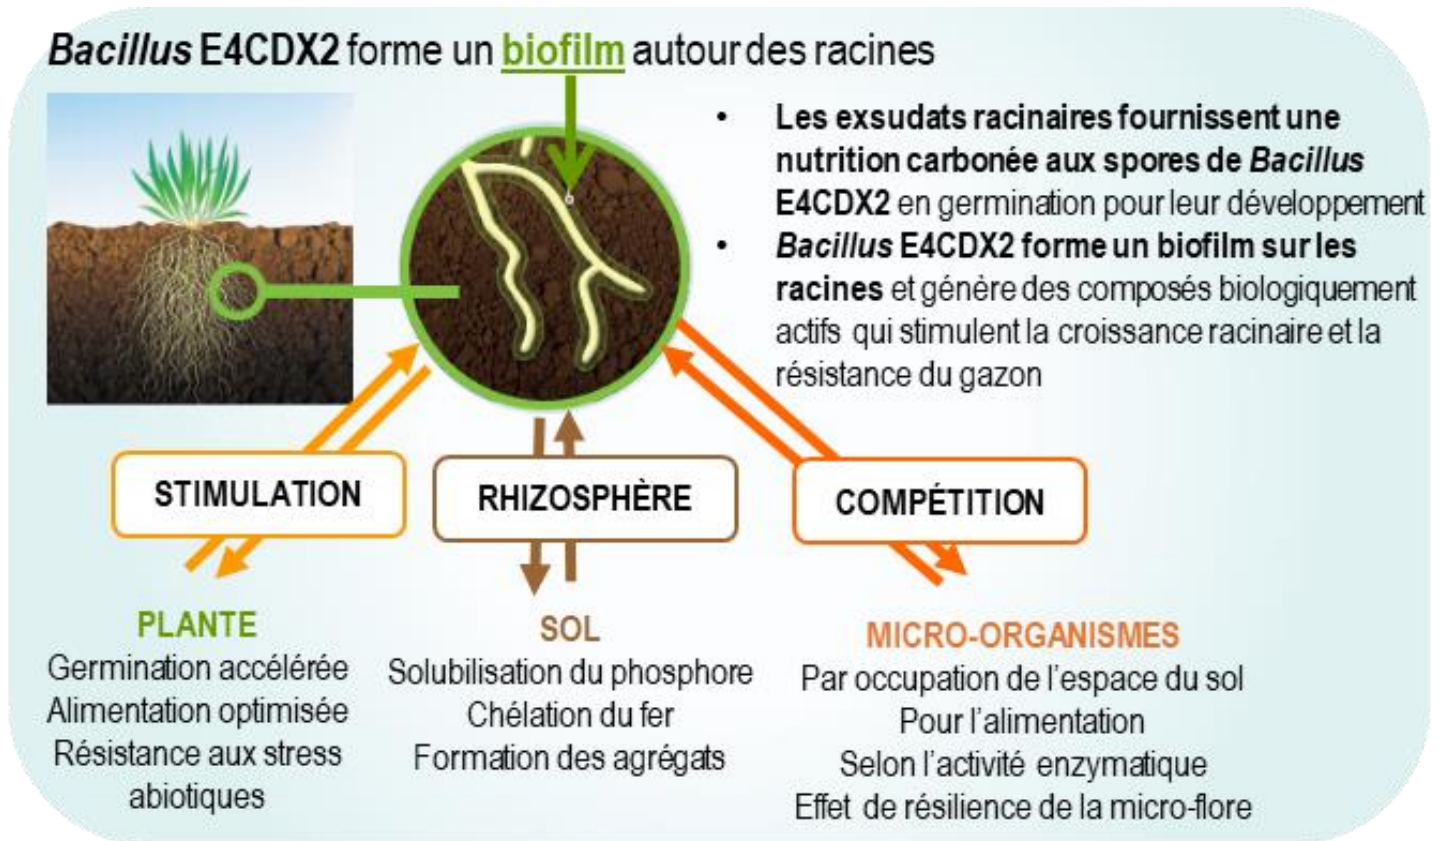 Bacillus E4CDX2 forme un biofilm autour des racines
• Les exsudats racinaires fournissent une
nutrition carbonée aux spores de Bacillus
E4CDX2 en germination pour leur développement
• Bacillus E4CDX2 forme un biofilm sur les
racines et génère des composés biologiquement
actifs qui stimulent la croissance racinaire et la
résistance du gazon
STIMULATION
RHIZOSPHÈRE
COMPÉTITION
PLANTE
Germination accélérée
Alimentation optimisée
Résistance aux stress
abiotiques
SOL
Solubilisation du phosphore
Chélation du fer
Formation des agrégats
MICRO-ORGANISMES
Par occupation de l’espace du sol
Pour l’alimentation
Selon l’activité enzymatique
Effet de résilience de la micro-flore